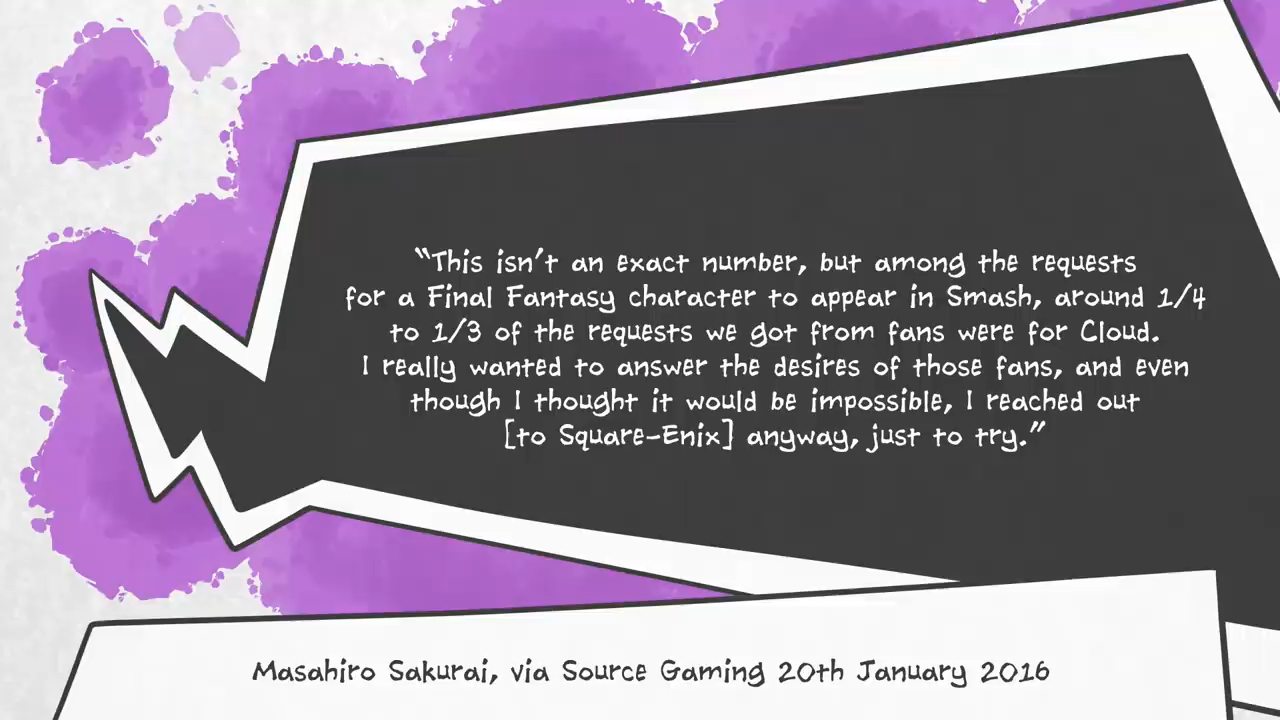 “This isn’t an exact number, but among the requests
for a Final Fantasy character to appear in Smash, around 1/4
to 1/3 of the requests we got from fans were for Cloud.
I really wanted to answer the desires of those fans, and even
though I thought it would be impossible, I reached out
[to Square-Enix] anyway, just to try.”
Masahiro Sakurai, via Source Gaming 20th January 2016